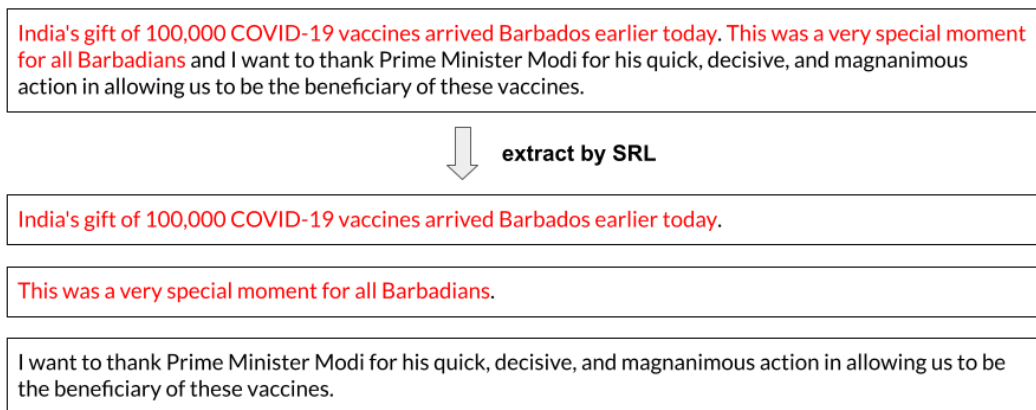 India's gift of 100,000 COVID-19 vaccines arrived Barbados earlier today. This was a very special moment
for all Barbadians and I want to thank Prime Minister Modi for his quick, decisive, and magnanimous
action in allowing us to be the beneficiary of these vaccines.
extract by SRL
India's gift of 100,000 COVID-19 vaccines arrived Barbados earlier today.
This was a very special moment for all Barbadians.
I want to thank Prime Minister Modi for his quick, decisive, and magnanimous action in allowing us to be
the beneficiary of these vaccines.